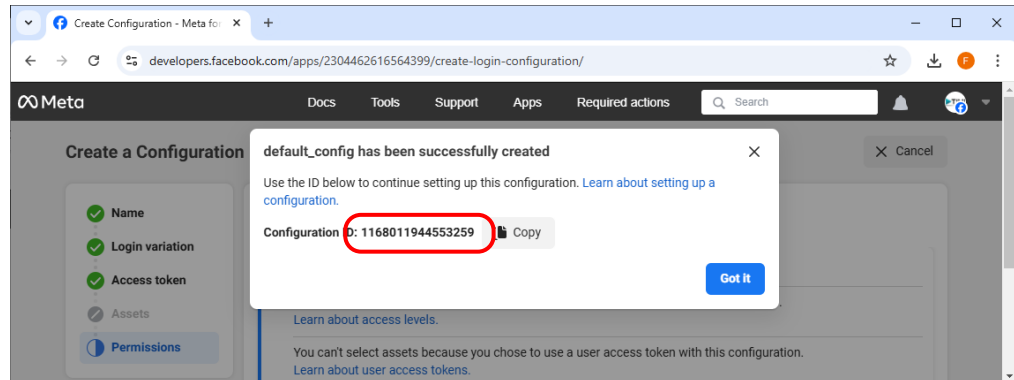 Create Configuration - Meta for
developers.facebook.com/apps/2304462616564399/create-login-configuration/
F
Meta
Docs
Tools
Support
Apps
Required actions
Search
Create a Configuration
Cancel
default_config has been successfully created
Use the ID below to continue setting up this configuration. Learn about setting up a
configuration.
Configuration ID: 1168011944553259
Copy
Got it
Name
Login variation
Access token
Assets
Permissions
Learn about access levels.
You can't select assets because you chose to use a user access token with this configuration.
Learn about user access tokens.